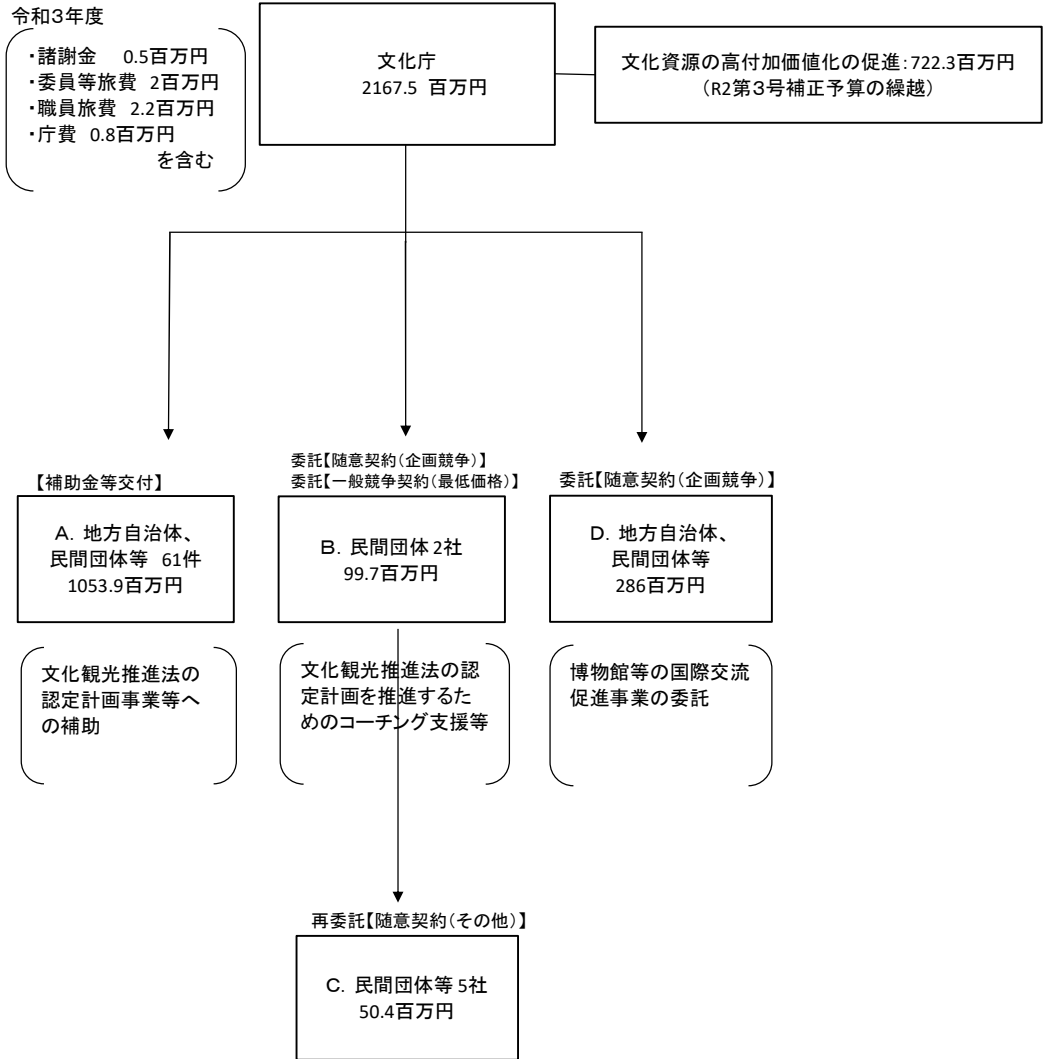 令和3年度
・諸謝金 0.5百万円
・委員等旅費 2百万円
・職員旅費 2.2百万円
・庁費 0.8百万円
を含む
文化庁
2167.5 百万円
文化資源の高付加価値化の促進:722.3百万円
(R2第3号補正予算の繰越)
【補助金等交付】
A. 地方自治体、
民間団体等 61件
1053.9百万円
文化観光推進法の
認定計画事業等へ
の補助
委託【随意契約(企画競争)】
委託【一般競争契約(最低価格)】
B. 民間団体 2社
99.7百万円
文化観光推進法の認
定計画を推進するた
めのコーチング支援等
委託【随意契約(企画競争)】
D. 地方自治体、
民間団体等
286百万円
博物館等の国際交流
促進事業の委託
再委託【随意契約(その他)】
C. 民間団体等 5社
50.4百万円